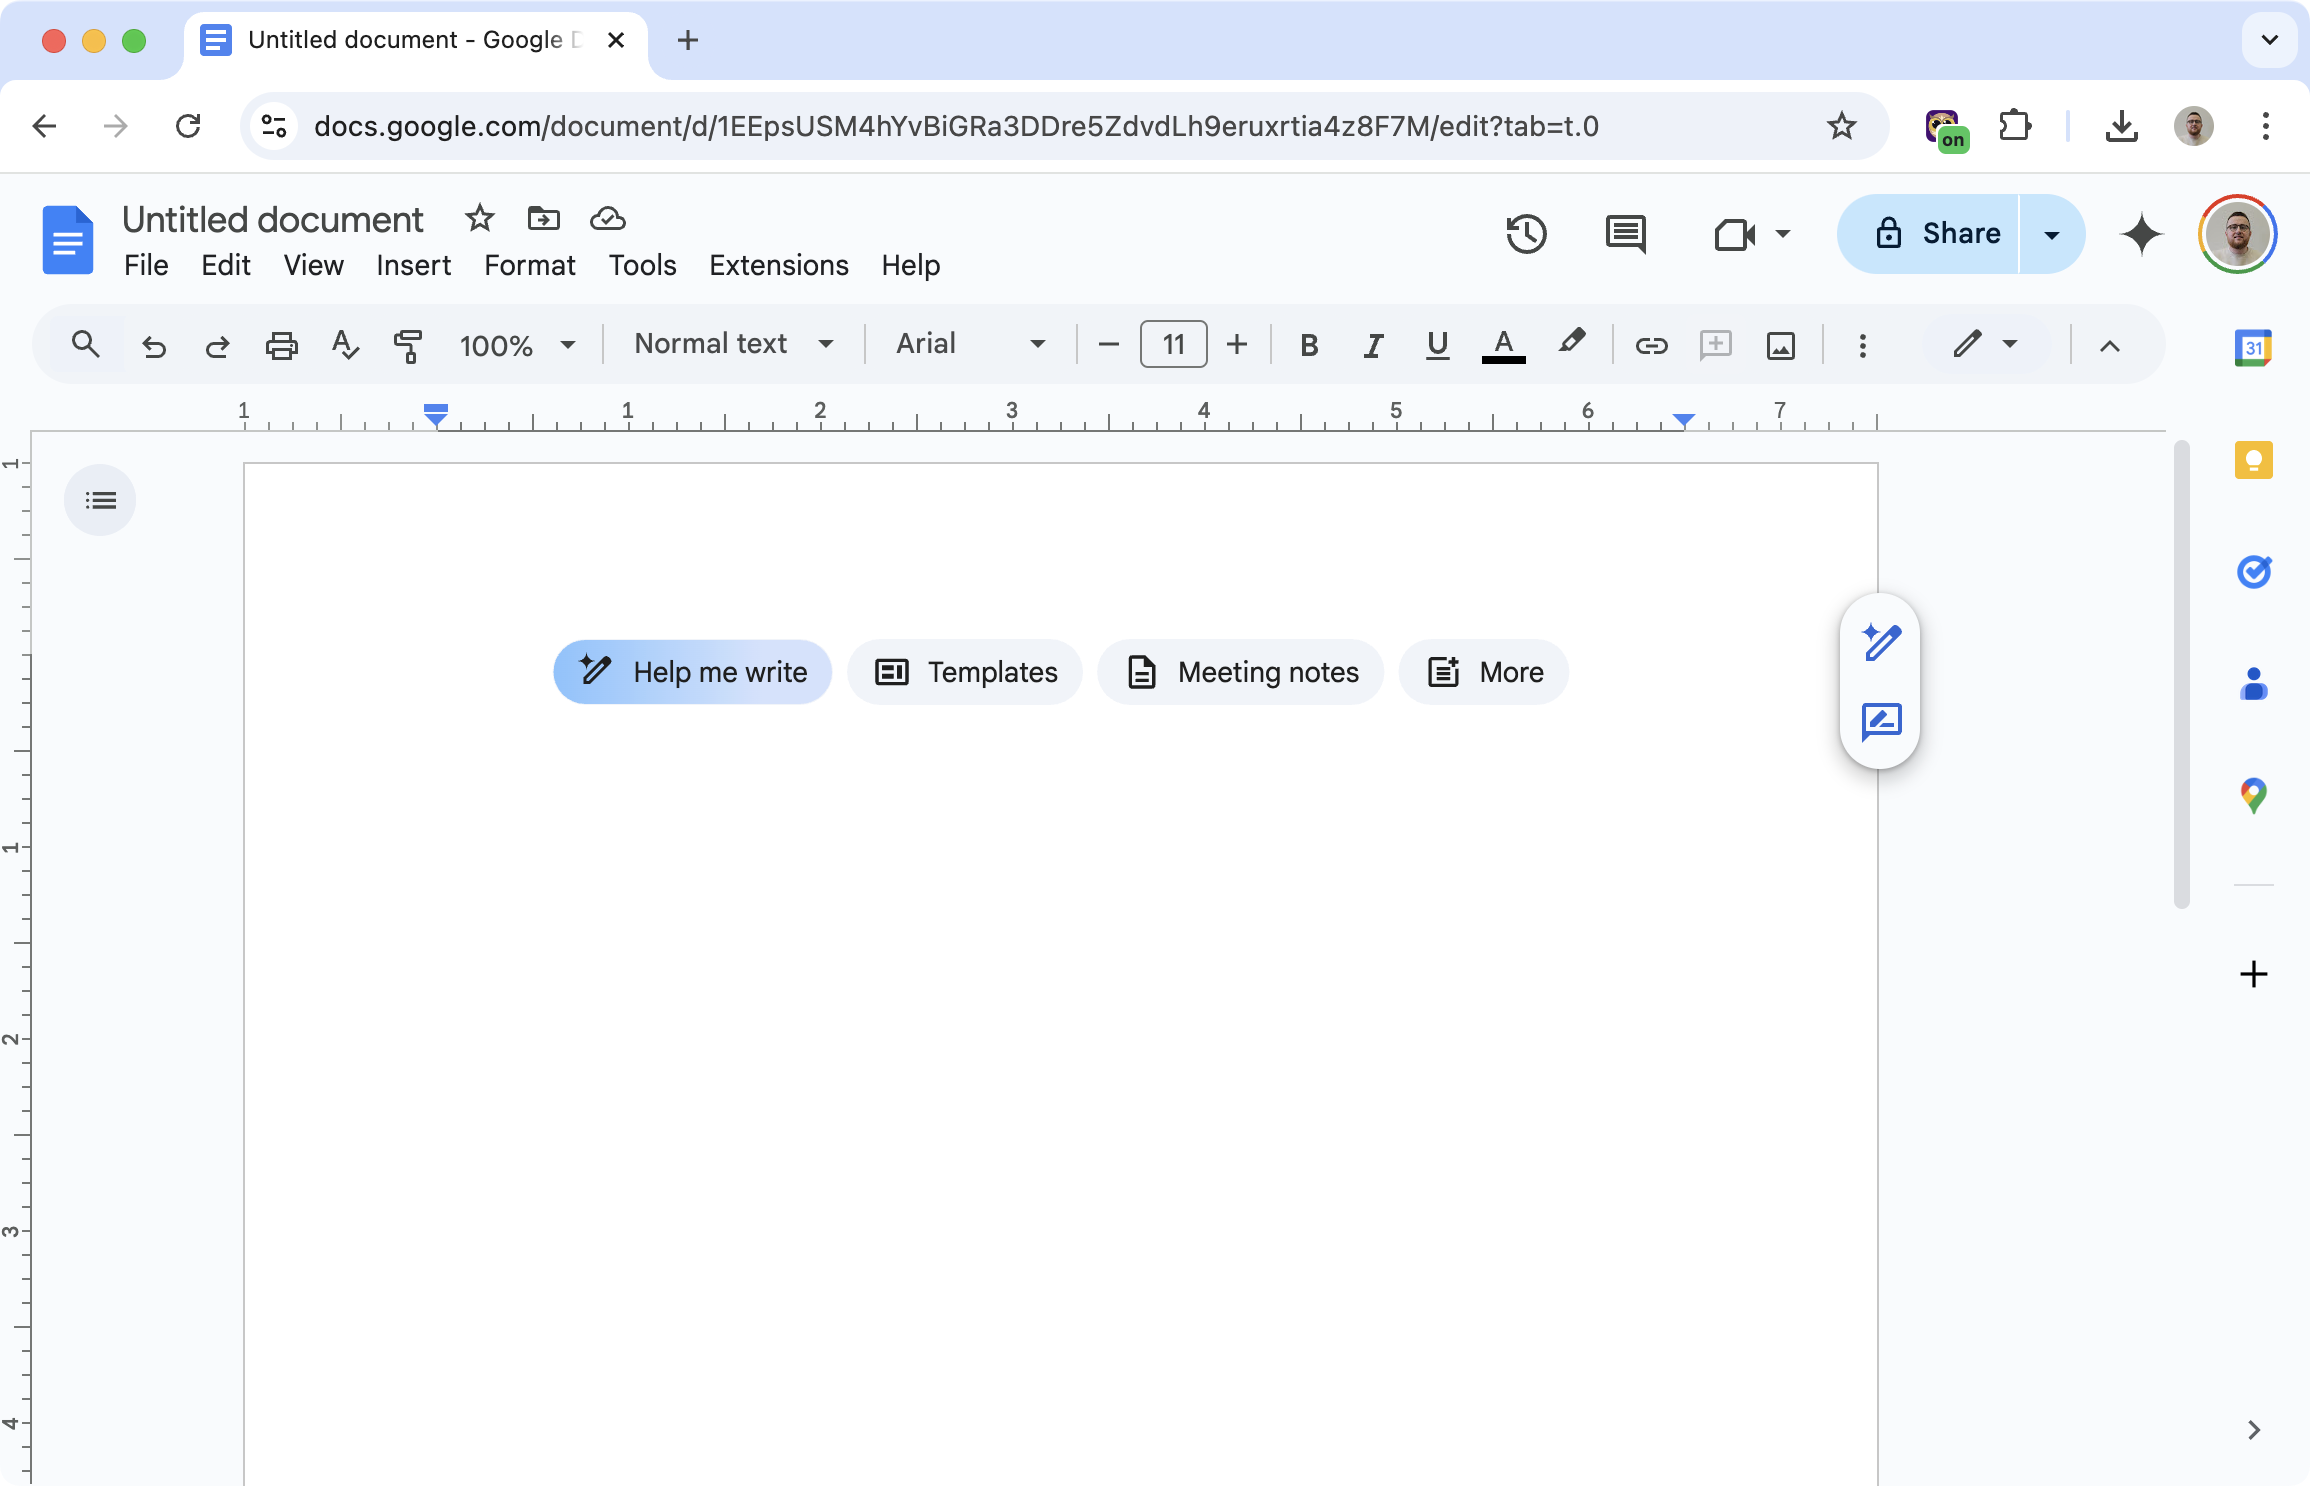 Untitled document - Google D
docs.google.com/document/d/1EEpsUSM4hYvBiGRa3DDre5ZdvdLh9eruxrtia4z8F7M/edit?tab=t.0
on
Untitled document
File Edit View Insert Format Tools Extensions Help
Share
100% Normal text Arial 11 B I U A
31
1 1 2 3 4 5 6 7
Help me write Templates Meeting notes More
1
1
2
3
4